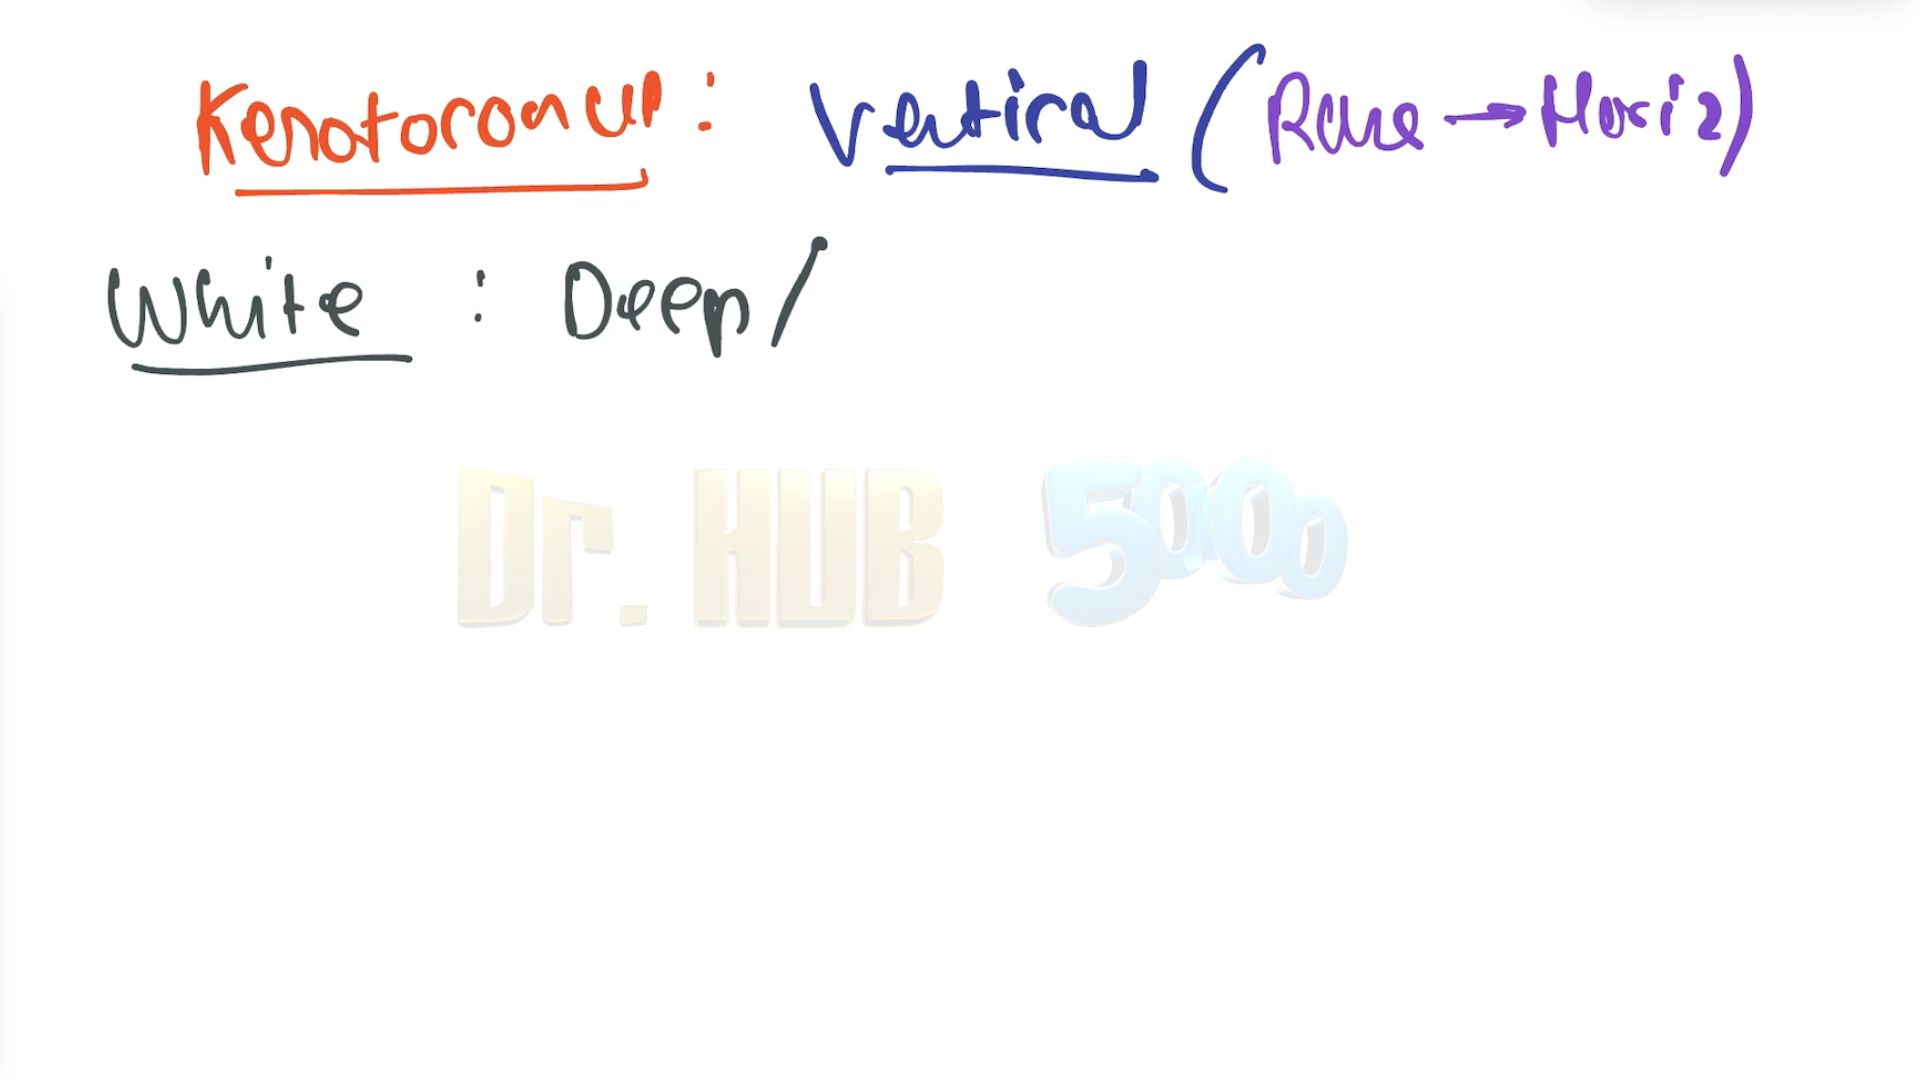 Keratoconus : Vertical (Rare → Horiz)
White : Deep /
Dr. HUB 5000